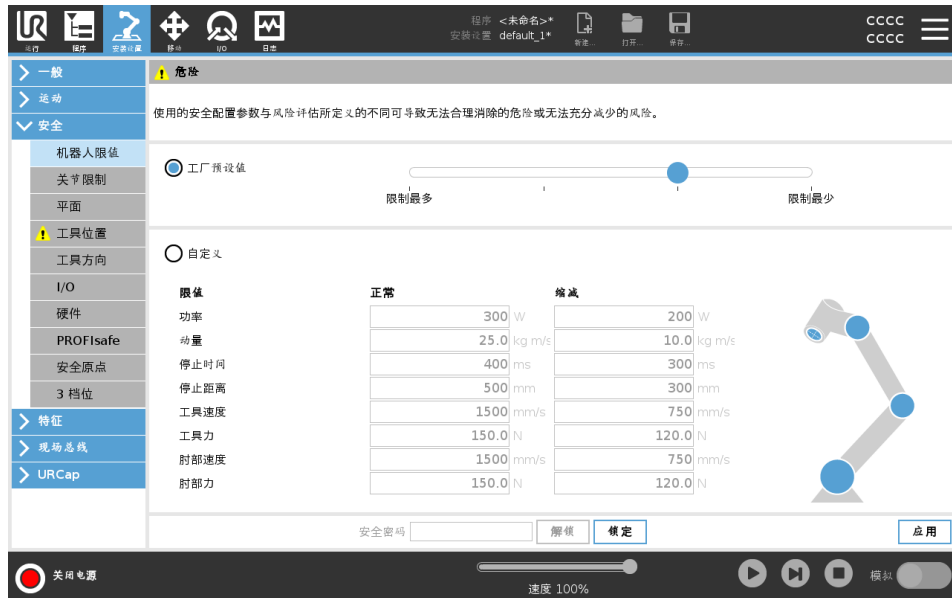 程序 <未命名>*
安装设置 default_1*
CCCC
CCCC
运行 程序 安装设置 移动 I/O 日志 新建... 打开... 保存...
一般
运动
安全
机器人限值
关节限制
平面
工具位置
工具方向
I/O
硬件
PROFIsafe
安全原点
3 档位
特征
现场总线
URCap
危险
使用的安全配置参数与风险评估所定义的不同可导致无法合理消除的危险或无法充分减少的风险。
工厂预设值
限制最多 限制最少
自定义
限值 正常 缩减
功率 300 W 200 W
动量 25.0 kg m/s 10.0 kg m/s
停止时间 400 ms 300 ms
停止距离 500 mm 300 mm
工具速度 1500 mm/s 750 mm/s
工具力 150.0 N 120.0 N
肘部速度 1500 mm/s 750 mm/s
肘部力 150.0 N 120.0 N
安全密码 解锁 锁定 应用
关闭电源
速度 100%
模拟